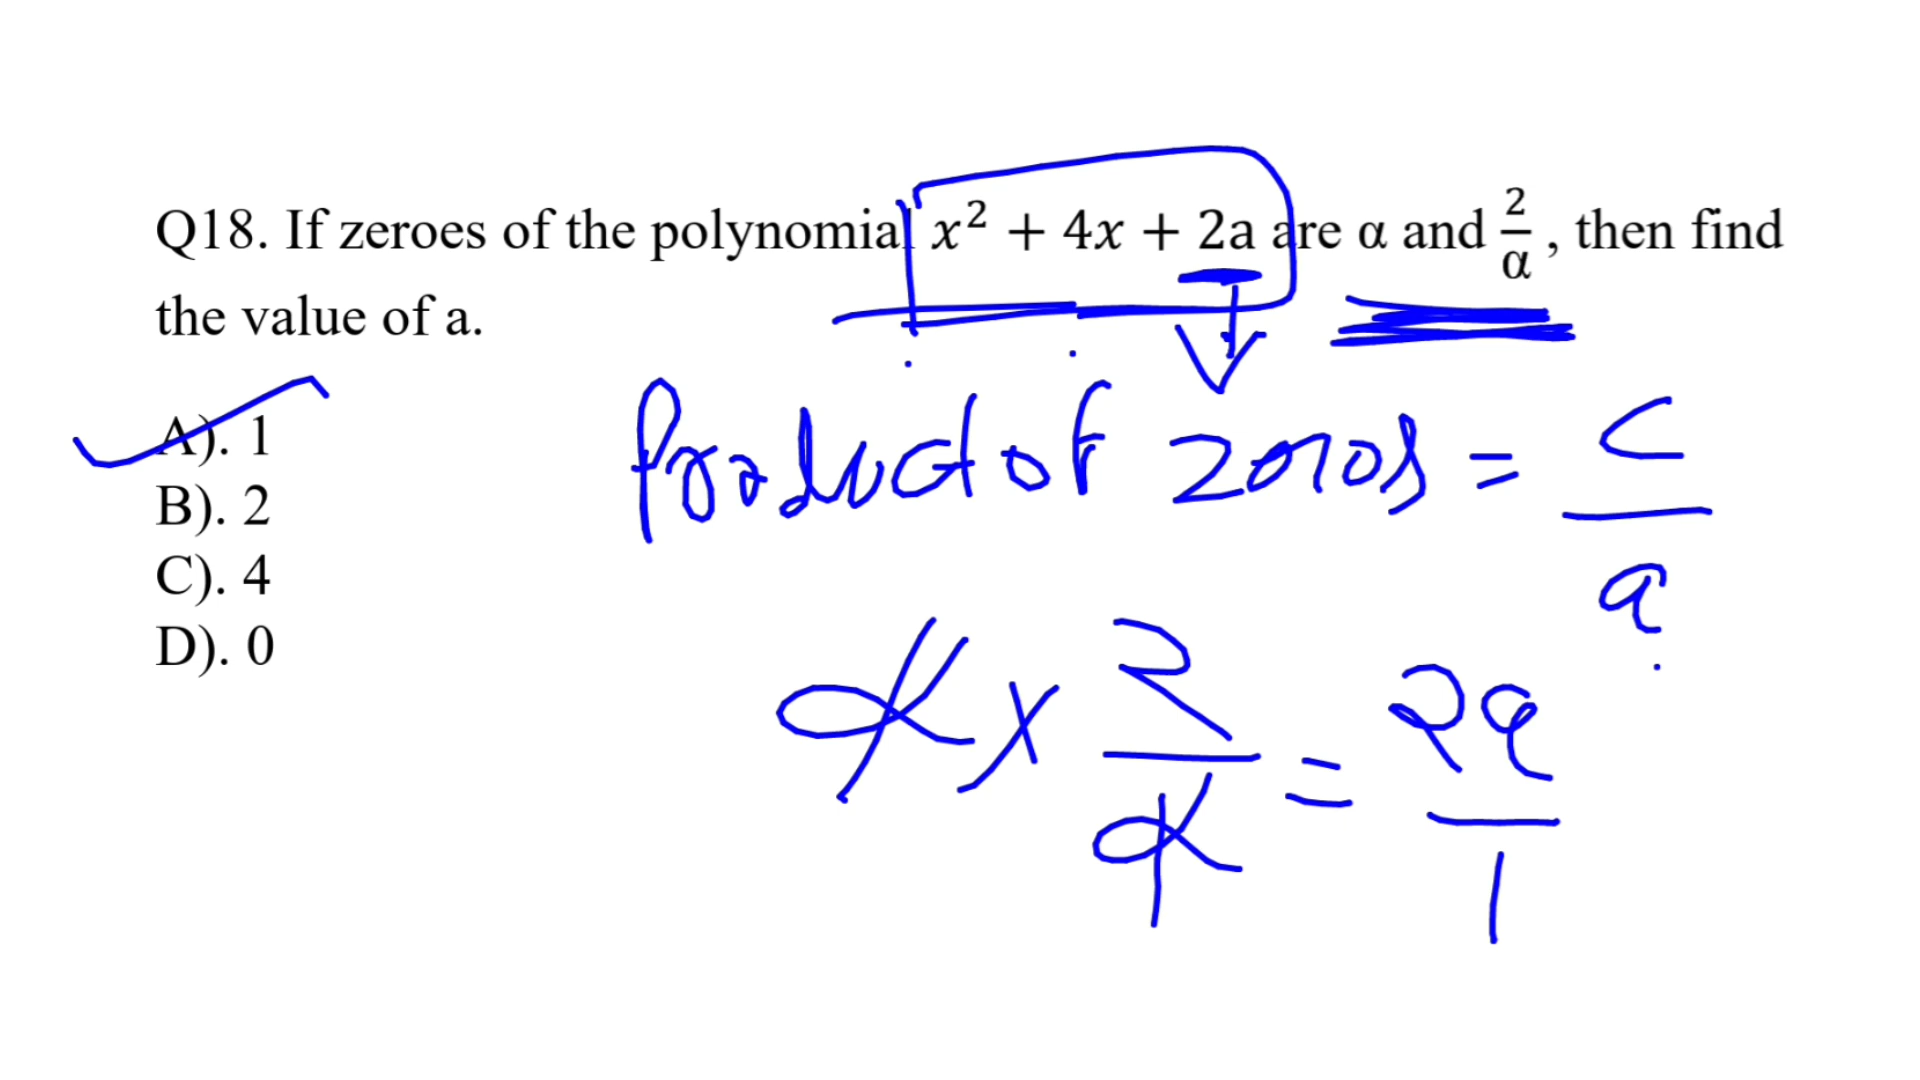 Q18. If zeroes of the polynomial x² + 4x + 2a are α and 2/α , then find
the value of a.
A). 1
B). 2
C). 4
D). 0
Product of zeros = c/a
α × 2/α = 2a/1